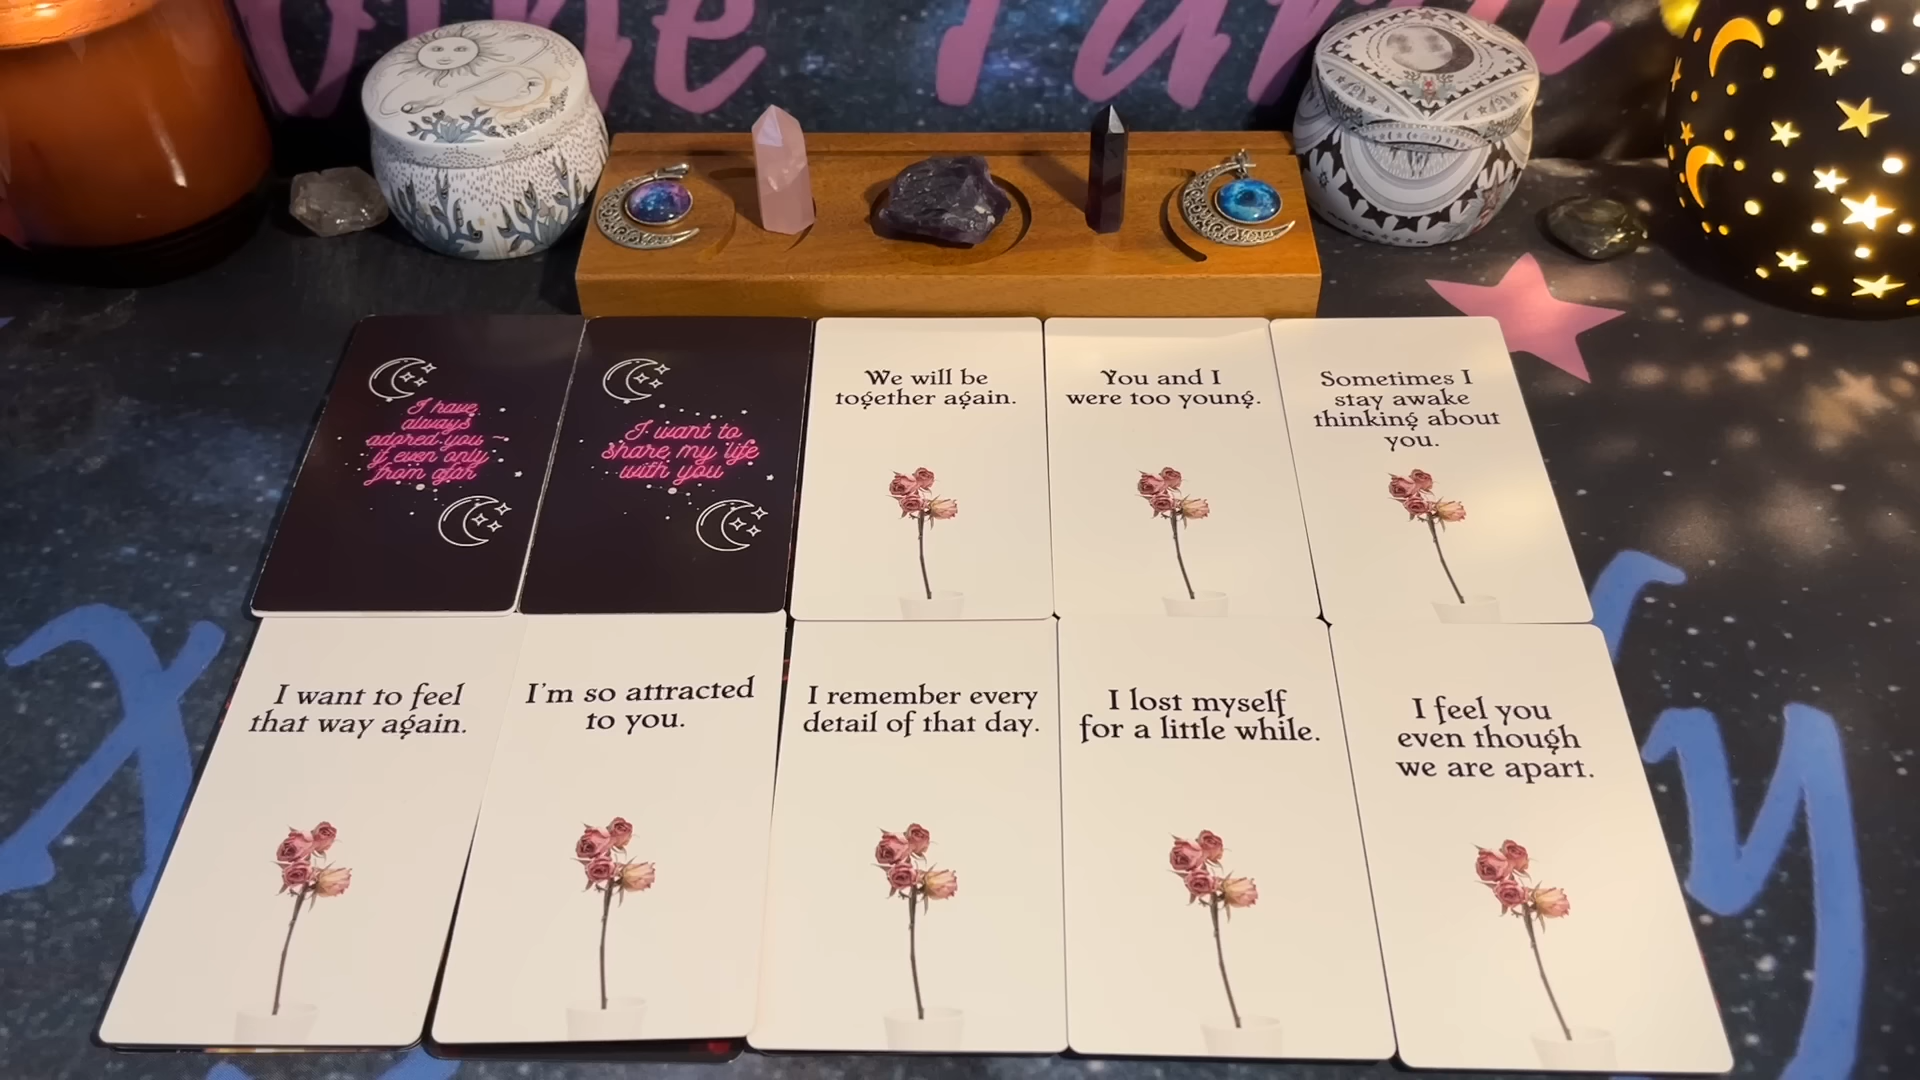 I have
always
adored you –
if even only
from afar
I want to
share my life
with you
We will be
together again.
You and I
were too young.
Sometimes I
stay awake
thinking about
you.
I want to feel
that way again.
I'm so attracted
to you.
I remember every
detail of that day.
I lost myself
for a little while.
I feel you
even though
we are apart.